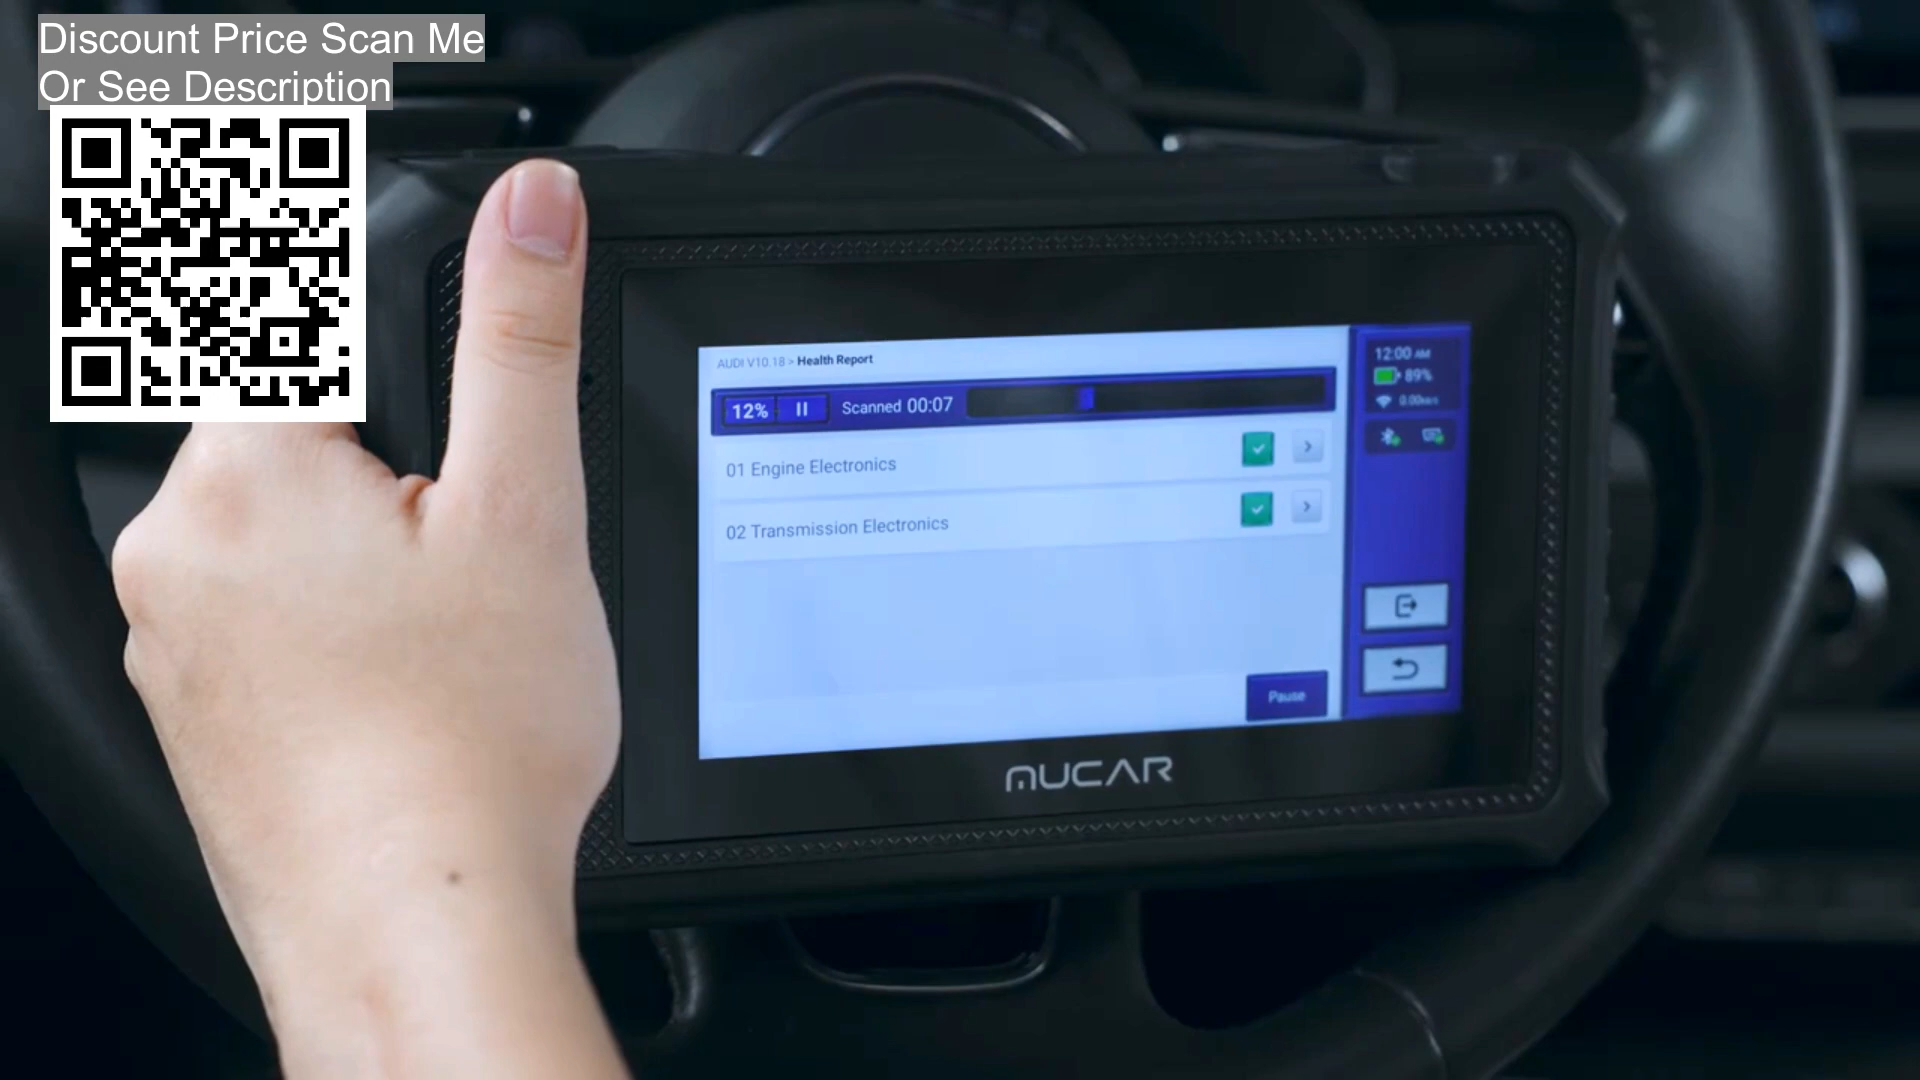 Discount Price Scan Me
Or See Description
AUDI V10.18 > Health Report
12% Scanned 00:07
01 Engine Electronics
02 Transmission Electronics
Pause
12:00 AM
89%
MUCAR